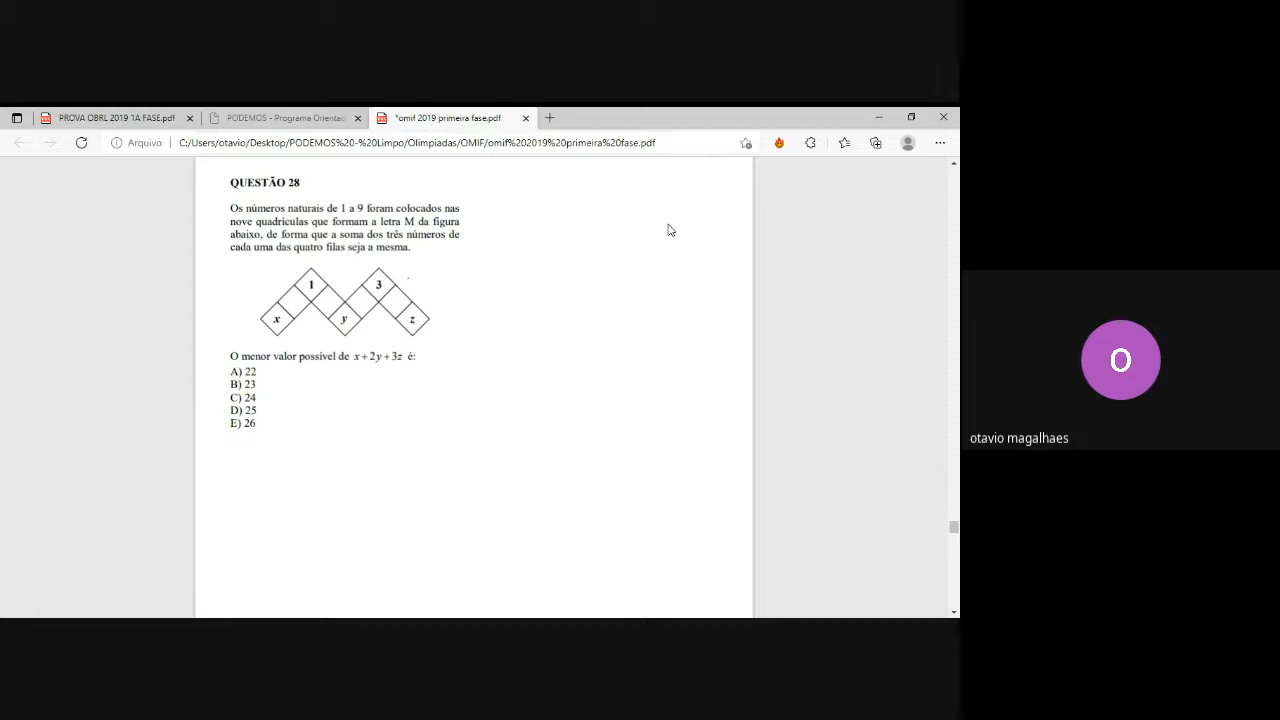 PROVA OBRL 2019 1A FASE.pdf
PODEMOS - Programa Orientac
*omif 2019 primeira fase.pdf
Arquivo
C:/Users/otavio/Desktop/PODEMOS%20-%20Limpo/Olimpiadas/OMIF/omif%202019%20primeira%20fase.pdf
QUESTÃO 28
Os números naturais de 1 a 9 foram colocados nas
nove quadrículas que formam a letra M da figura
abaixo, de forma que a soma dos três números de
cada uma das quatro filas seja a mesma.
1 3
x y z
O menor valor possível de x+2y+3z é:
A) 22
B) 23
C) 24
D) 25
E) 26
O
otavio magalhaes